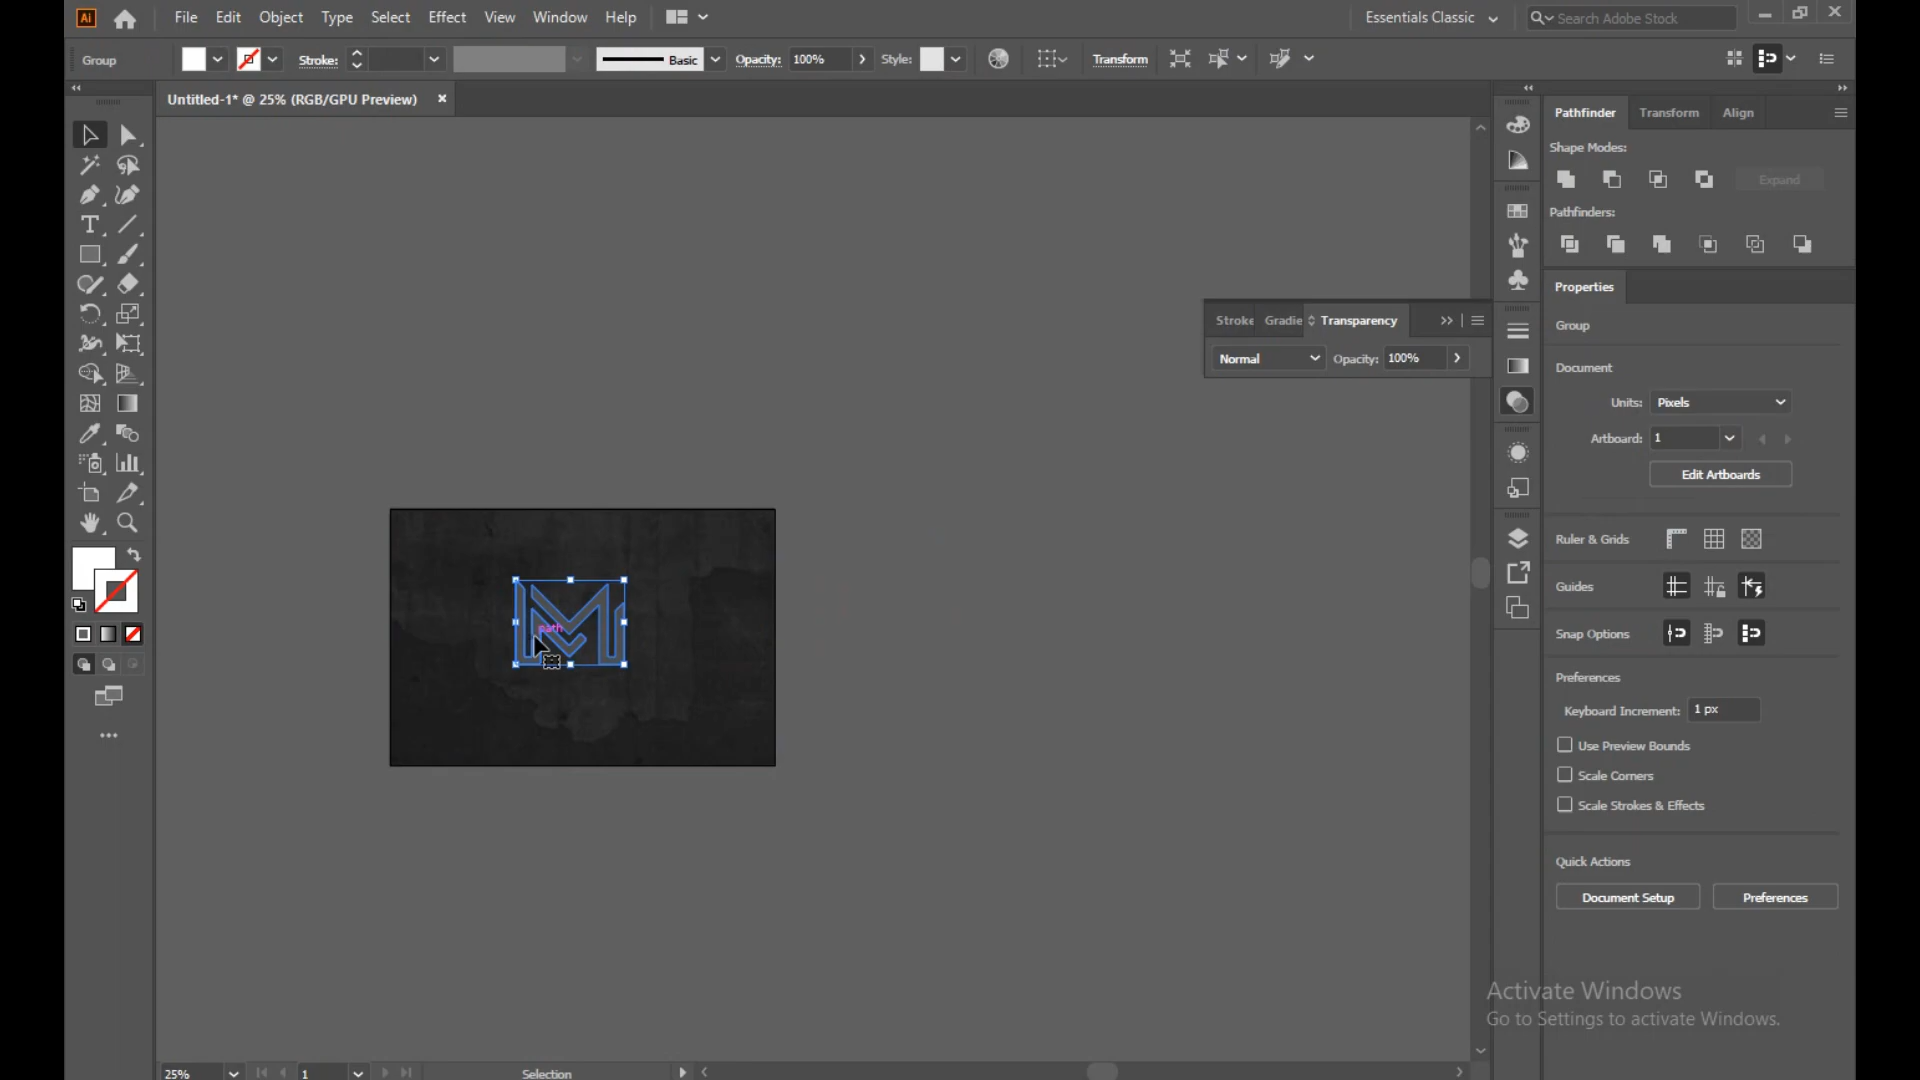 Ai File Edit Object Type Select Effect View Window Help Essentials Classic Search Adobe Stock
Group Stroke: Basic Opacity: 100% Style: Transform
Untitled-1* @ 25% (RGB/GPU Preview)
Pathfinder Transform Align
Shape Modes:
Expand
Pathfinders:
Properties
Group
Stroke Gradie Transparency
Normal Opacity: 100%
Document
Units: Pixels
Artboard: 1
Edit Artboards
Ruler & Grids
Guides
path
Snap Options
Preferences
Keyboard Increment: 1 px
Use Preview Bounds
Scale Corners
Scale Strokes & Effects
Quick Actions
Document Setup Preferences
Activate Windows
Go to Settings to activate Windows.
25% 1 Selection